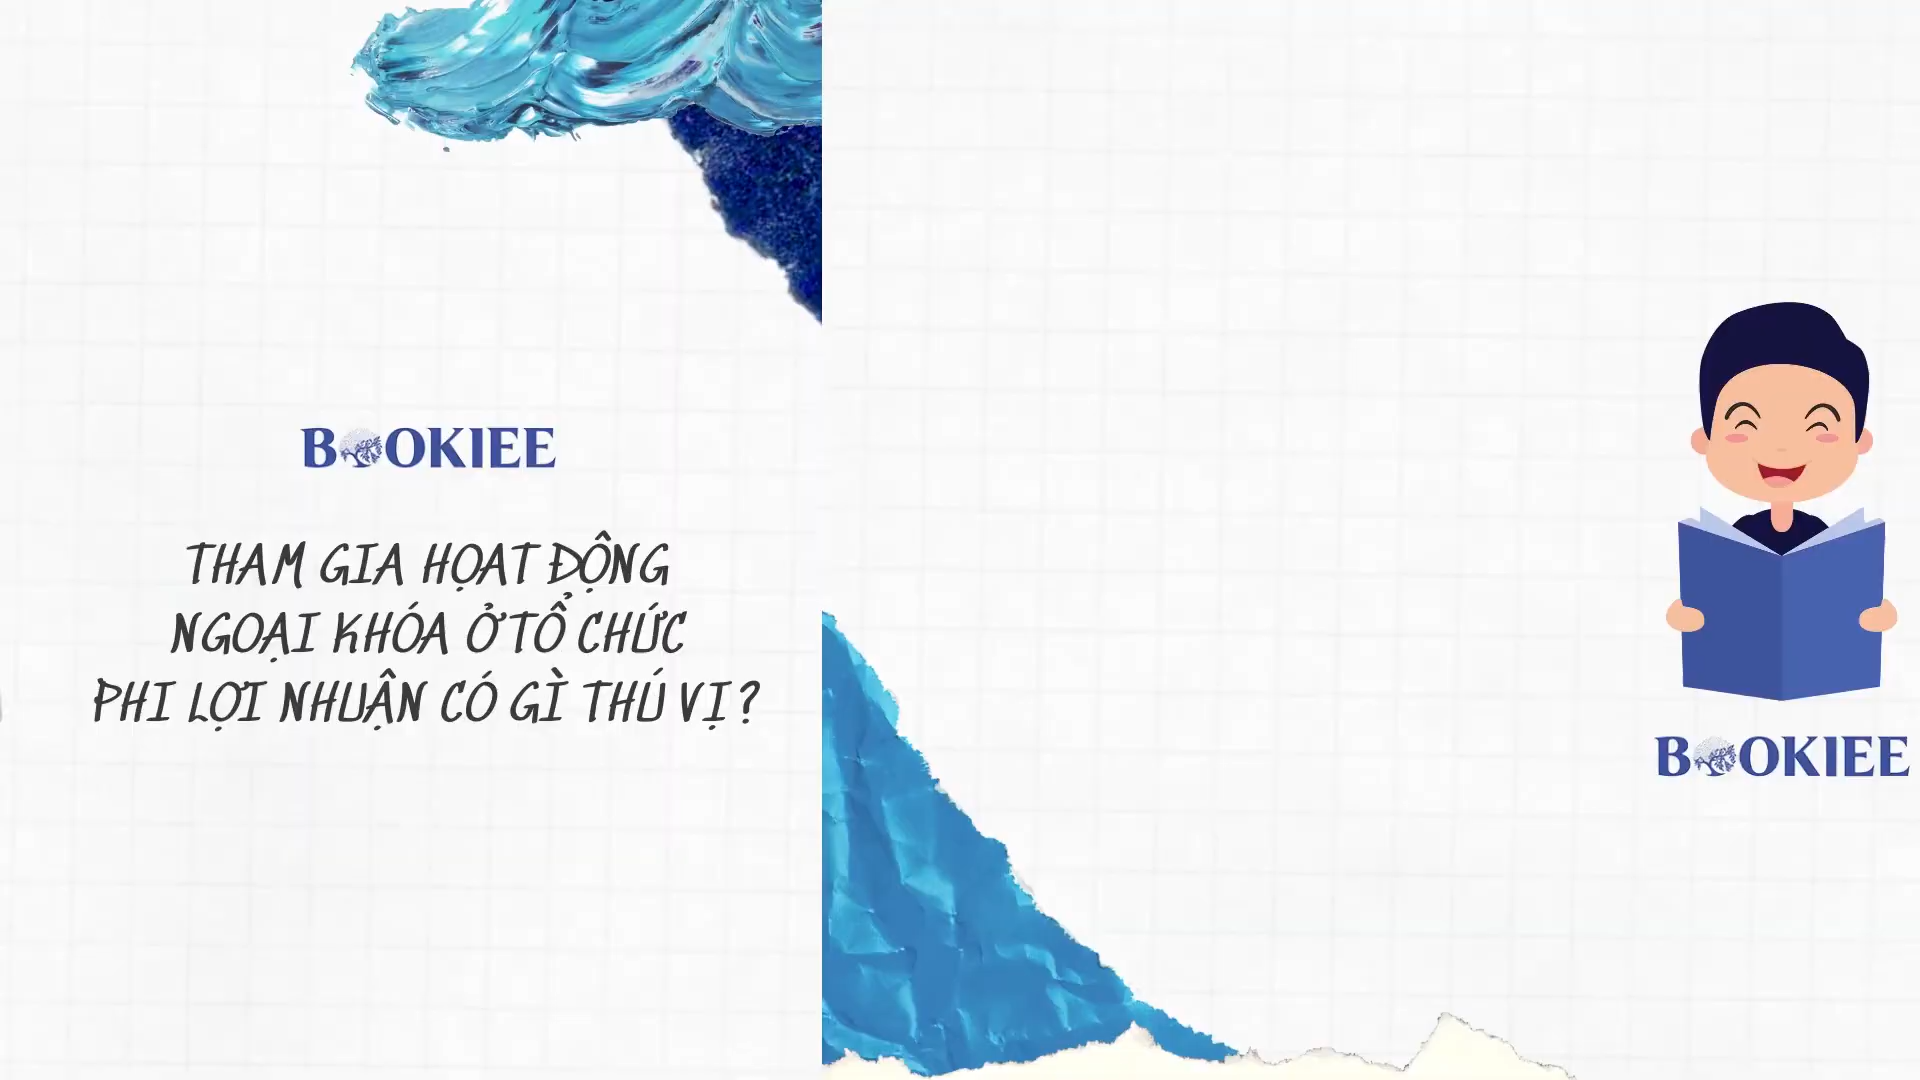 BOOKIEE
THAM GIA HOẠT ĐỘNG
NGOẠI KHÓA Ở TỔ CHỨC
PHI LỢI NHUẬN CÓ GÌ THÚ VỊ?
BOOKIEE